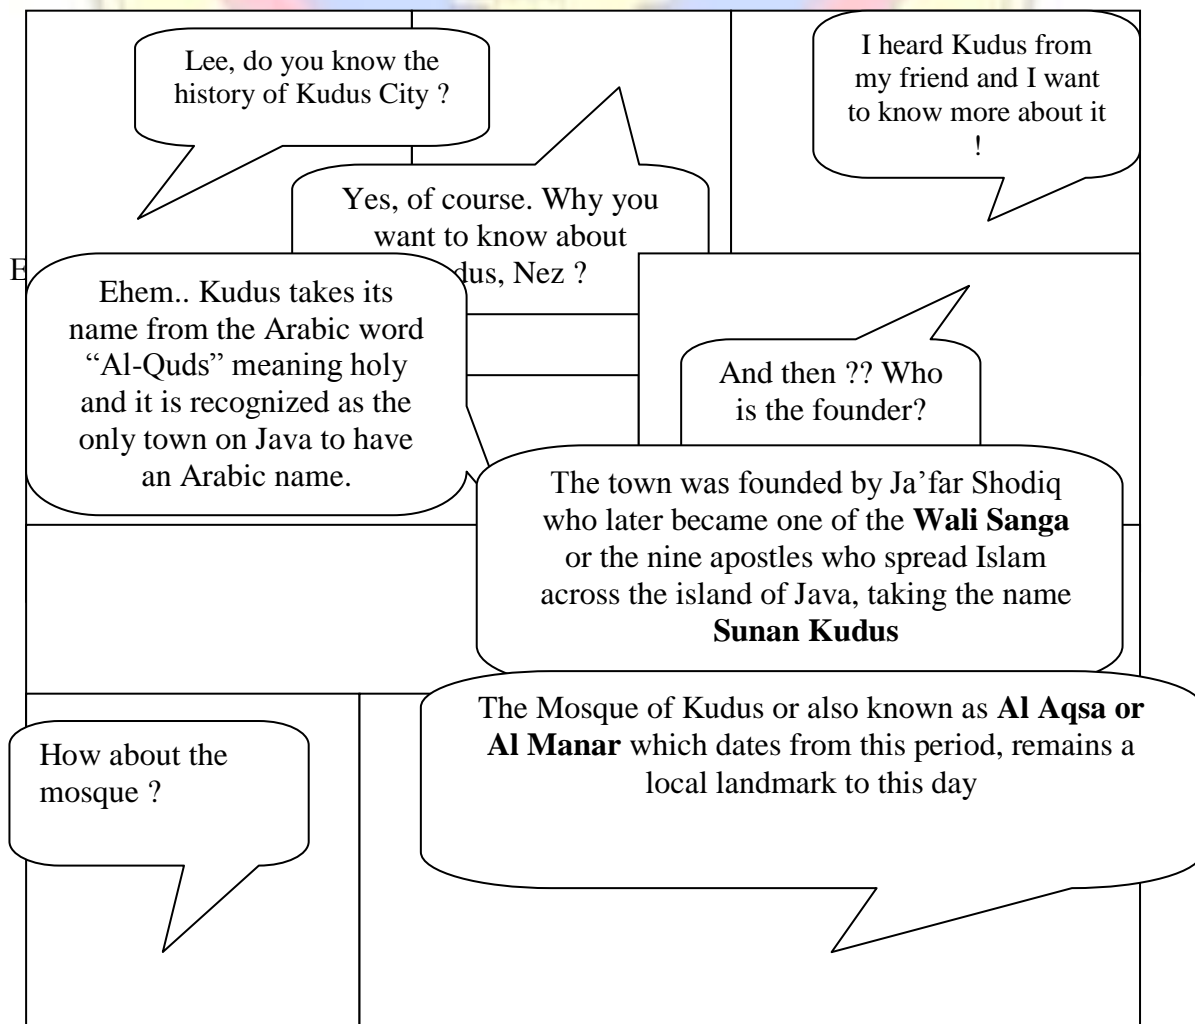 Lee, do you know the
history of Kudus City ?
Yes, of course. Why you
want to know about
dus, Nez ?
I heard Kudus from
my friend and I want
to know more about it
!
E
Ehem.. Kudus takes its
name from the Arabic word
“Al-Quds” meaning holy
and it is recognized as the
only town on Java to have
an Arabic name.
And then ?? Who
is the founder?
The town was founded by Ja’far Shodiq
who later became one of the Wali Sanga
or the nine apostles who spread Islam
across the island of Java, taking the name
Sunan Kudus
How about the
mosque ?
The Mosque of Kudus or also known as Al Aqsa or
Al Manar which dates from this period, remains a
local landmark to this day